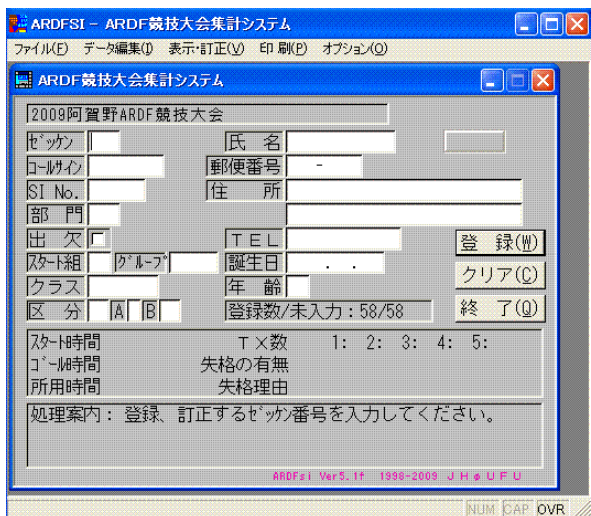 ARDFSI - ARDF競技大会集計システム
ファイル(F) データ編集(I) 表示・訂正(V) 印刷(P) オプション(O)
ARDF競技大会集計システム
2009阿賀野ARDF競技大会
ゼッケン 氏 名
コールサイン 郵便番号 -
SI No. 住 所
部 門
出 欠 TEL 登 録(W)
スタート組 グループ 誕生日 . . クリア(C)
クラス 年 齢
区 分 A B 登録数/未入力:58/58 終 了(Q)
スタート時間 TX数 1: 2: 3: 4: 5:
ゴール時間 失格の有無
所用時間 失格理由
処理案内: 登録、訂正するゼッケン番号を入力してください。
ARDFsi Ver5.1f 1998-2009 JHφUFU
NUM CAP OVR